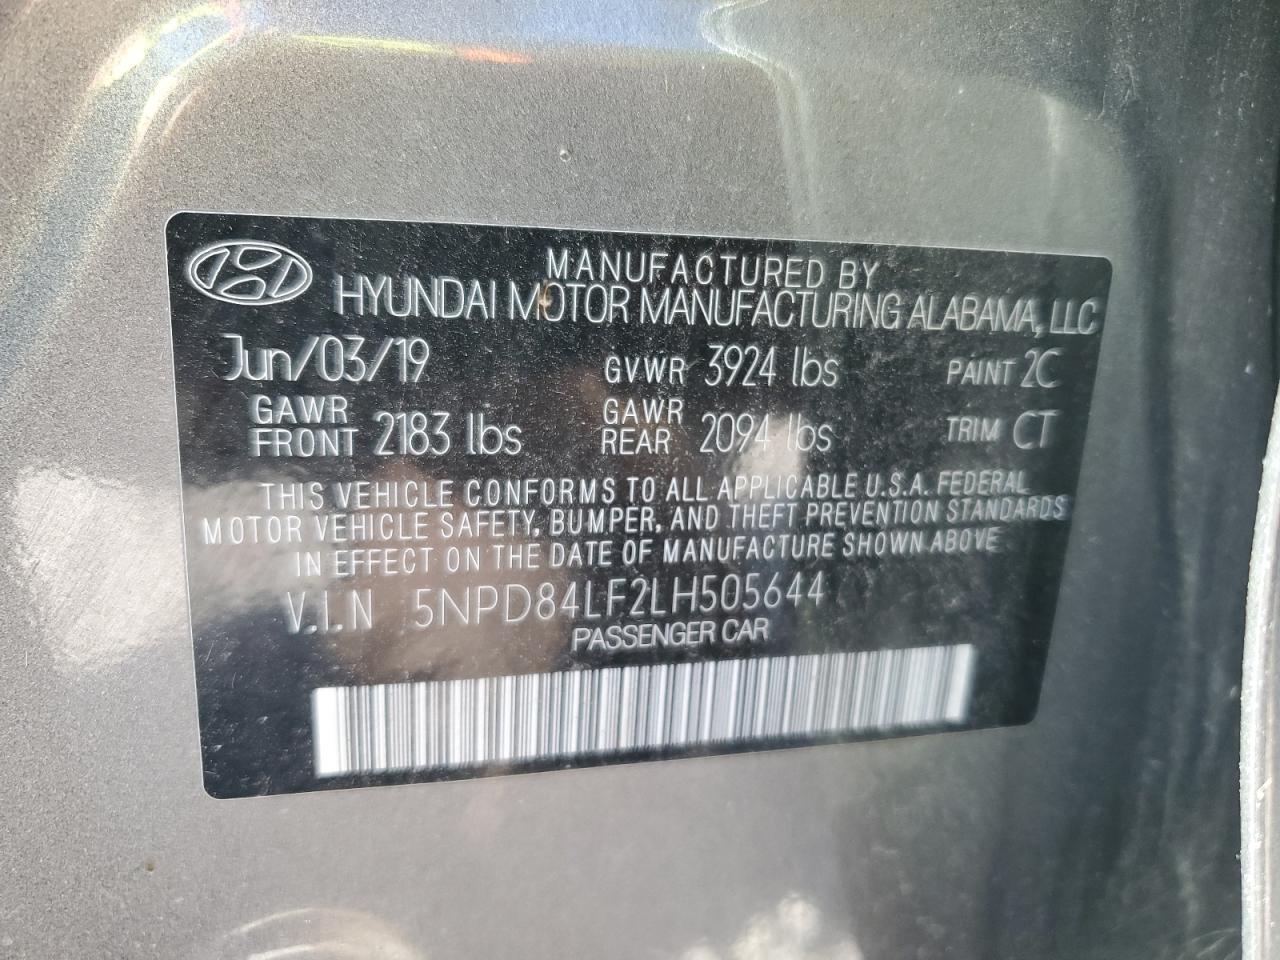 MANUFACTURED BY
HYUNDAI MOTOR MANUFACTURING ALABAMA, LLC
Jun/03/19 GVWR 3924 lbs PAINT 2C
GAWR FRONT 2183 lbs GAWR REAR 2094 lbs TRIM CT
THIS VEHICLE CONFORMS TO ALL APPLICABLE U.S.A. FEDERAL
MOTOR VEHICLE SAFETY, BUMPER, AND THEFT PREVENTION STANDARDS
IN EFFECT ON THE DATE OF MANUFACTURE SHOWN ABOVE
V.I.N 5NPD84LF2LH505644
PASSENGER CAR